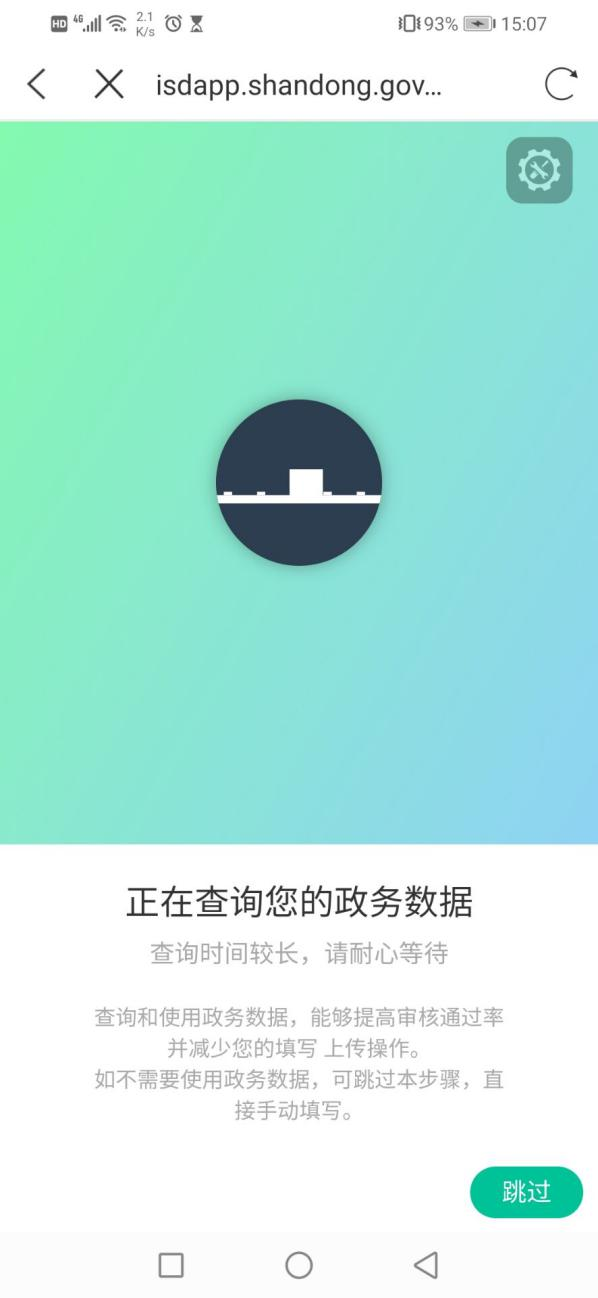 HD 4G 2.1 K/s 93% 15:07
isdapp.shandong.gov...
正在查询您的政务数据
查询时间较长，请耐心等待
查询和使用政务数据，能够提高审核通过率
并减少您的填写 上传操作。
如不需要使用政务数据，可跳过本步骤，直
接手动填写。
跳过